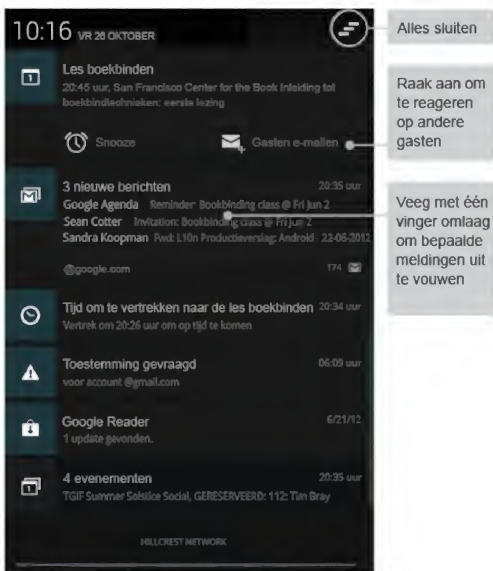 10:16 VR 26 OKTOBER
Alles sluiten
Les boekbinden
20:45 uur, San Francisco Center for the Book Inleiding tot
boekbindtechnieken: eerste lezing
Snooze
Gasten e-mailen
Raak aan om
te reageren
op andere
gasten
3 nieuwe berichten 20:35 uur
Google Agenda Reminder: Bookbinding class @ Fri Jun 2
Sean Cotter Invitation: Bookbinding class @ Fri Jun 2
Sandra Koopman Fwd: L10n Productieverslag: Android - 22-06-2012
@google.com 174
Veeg met één
vinger omlaag
om bepaalde
meldingen uit
te vouwen
Tijd om te vertrekken naar de les boekbinden 20:34 uur
Vertrek om 20:26 uur om op tijd te komen
Toestemming gevraagd 06:09 uur
voor account @gmail.com
Google Reader 6/21/12
1 update gevonden.
4 evenementen 20:35 uur
TGIF Summer Solstice Social, GERESERVEERD: 112: Tim Bray
HILLCREST NETWORK